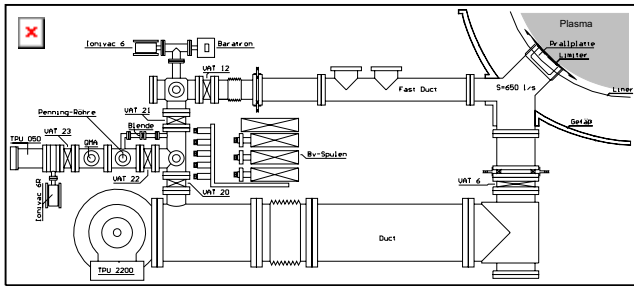 Plasma
Ionivac 6
Baratron
Prallplatte
Limiter
VAT 12
Fast Duct
S=650 l/s
Liner
Penning-Röhre
VAT 21
Blende
Gefäß
TPU 050
VAT 23
QMA
Bv-Spulen
VAT 22
VAT 20
VAT 6
Ionivac 6R
Duct
TPU 2200